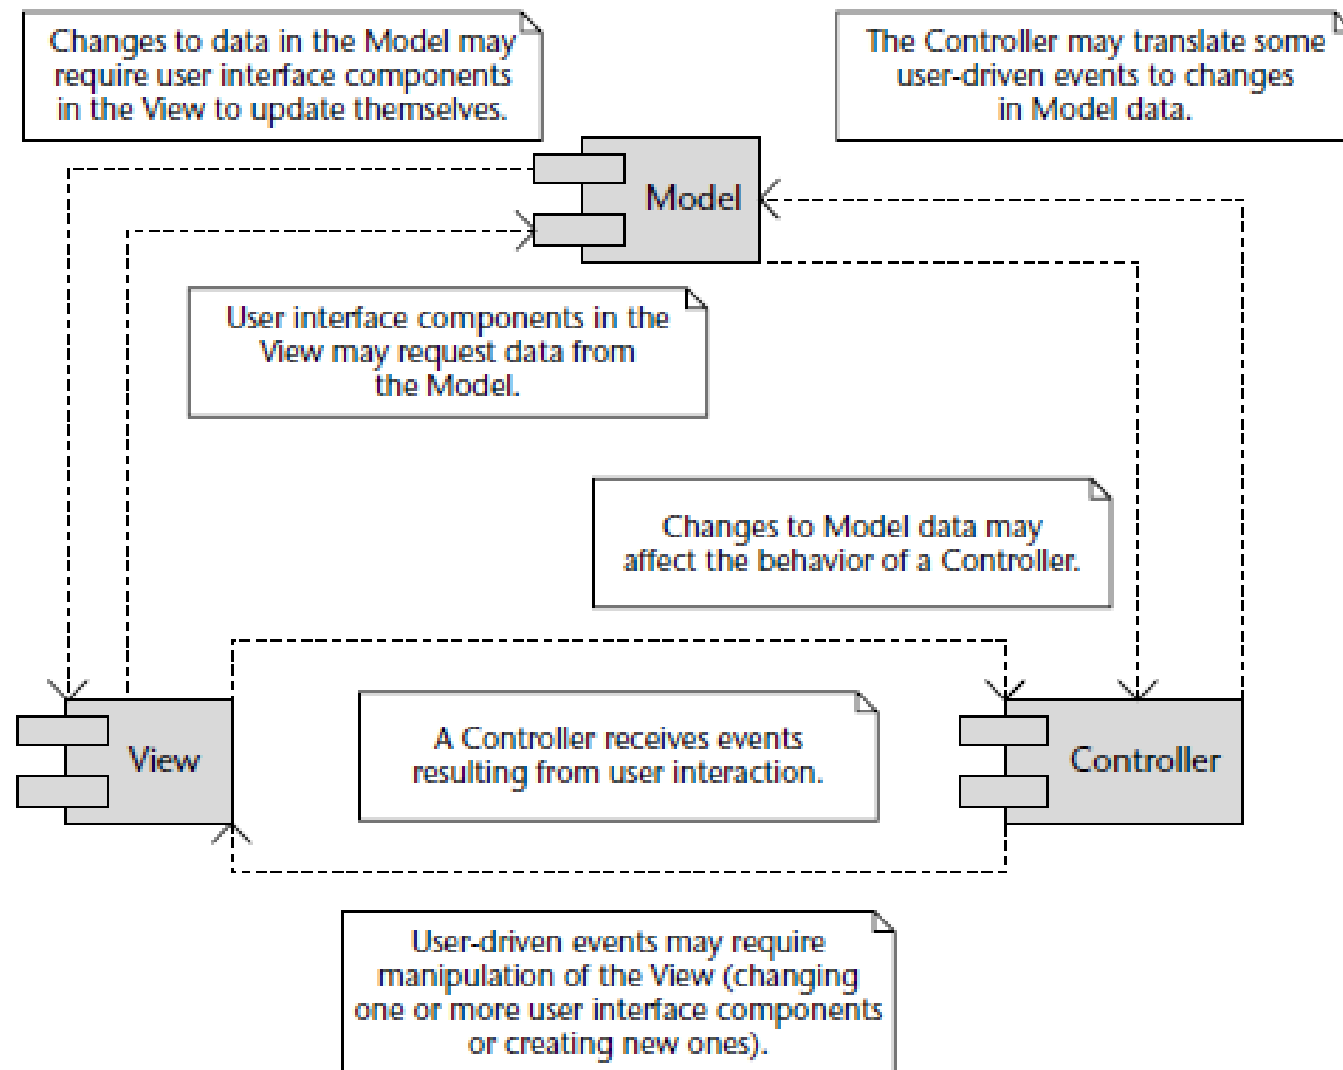 Changes to data in the Model may
require user interface components
in the View to update themselves.
The Controller may translate some
user-driven events to changes
in Model data.
Model
User interface components in the
View may request data from
the Model.
Changes to Model data may
affect the behavior of a Controller.
View
A Controller receives events
resulting from user interaction.
Controller
User-driven events may require
manipulation of the View (changing
one or more user interface components
or creating new ones).